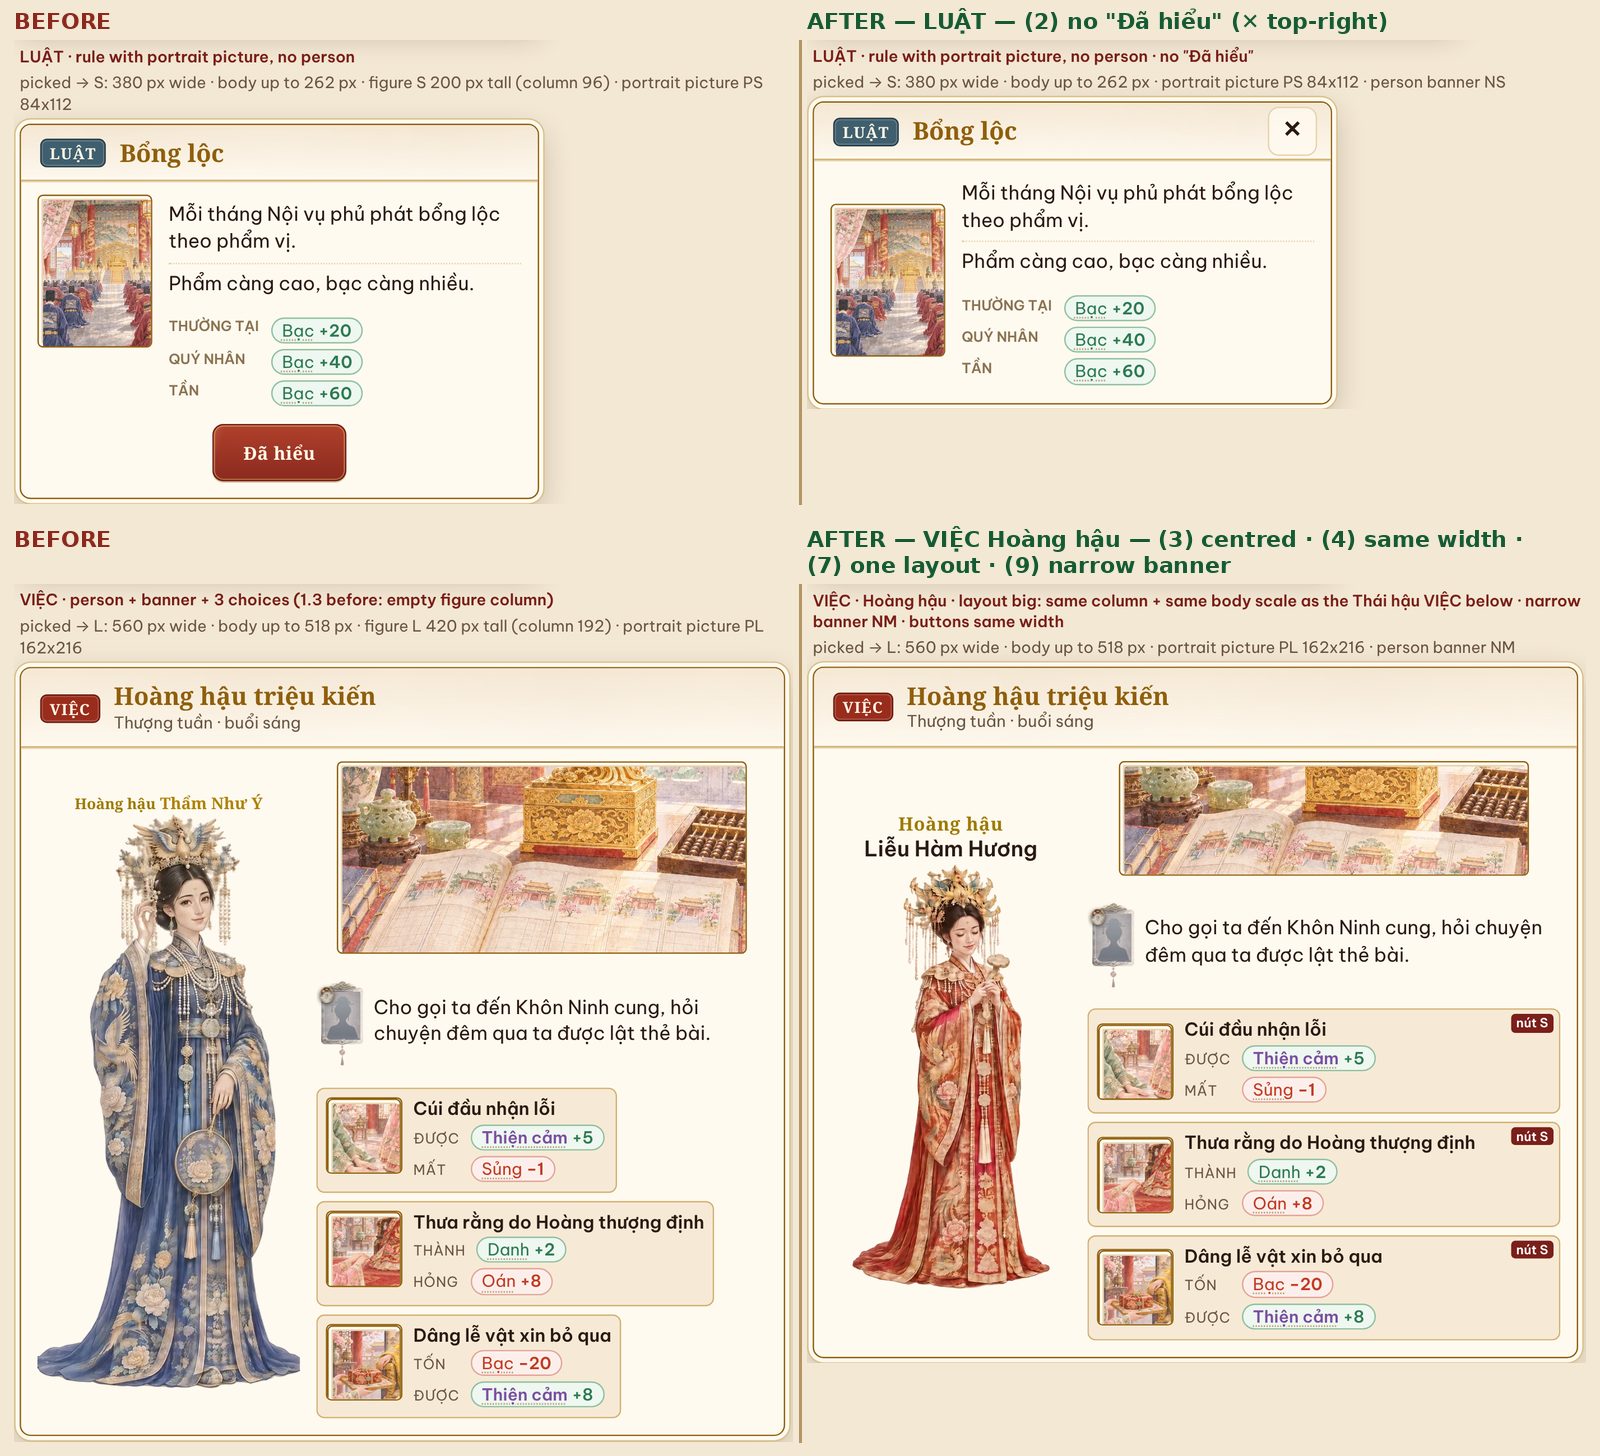 BEFORE
LUẬT · rule with portrait picture, no person
picked → S: 380 px wide · body up to 262 px · figure S 200 px tall (column 96) · portrait picture PS
84x112
LUẬT Bổng lộc
Mỗi tháng Nội vụ phủ phát bổng lộc
theo phẩm vị.
Phẩm càng cao, bạc càng nhiều.
THƯỜNG TẠI Bạc +20
QUÝ NHÂN Bạc +40
TẦN Bạc +60
Đã hiểu
AFTER — LUẬT — (2) no "Đã hiểu" (× top-right)
LUẬT · rule with portrait picture, no person · no "Đã hiểu"
picked → S: 380 px wide · body up to 262 px · portrait picture PS 84x112 · person banner NS
LUẬT Bổng lộc ×
Mỗi tháng Nội vụ phủ phát bổng lộc
theo phẩm vị.
Phẩm càng cao, bạc càng nhiều.
THƯỜNG TẠI Bạc +20
QUÝ NHÂN Bạc +40
TẦN Bạc +60
BEFORE
VIỆC · person + banner + 3 choices (1.3 before: empty figure column)
picked → L: 560 px wide · body up to 518 px · figure L 420 px tall (column 192) · portrait picture PL
162x216
VIỆC Hoàng hậu triệu kiến
Thượng tuần · buổi sáng
Hoàng hậu Thẩm Như Ý
Cho gọi ta đến Khôn Ninh cung, hỏi
chuyện đêm qua ta được lật thẻ bài.
Cúi đầu nhận lỗi
ĐƯỢC Thiện cảm +5
MẤT Sủng −1
Thưa rằng do Hoàng thượng định
THÀNH Danh +2
HỎNG Oán +8
Dâng lễ vật xin bỏ qua
TỐN Bạc −20
ĐƯỢC Thiện cảm +8
AFTER — VIỆC Hoàng hậu — (3) centred · (4) same width ·
(7) one layout · (9) narrow banner
VIỆC · Hoàng hậu · layout big: same column + same body scale as the Thái hậu VIỆC below · narrow
banner NM · buttons same width
picked → L: 560 px wide · body up to 518 px · portrait picture PL 162x216 · person banner NM
VIỆC Hoàng hậu triệu kiến
Thượng tuần · buổi sáng
Hoàng hậu
Liễu Hàm Hương
Cho gọi ta đến Khôn Ninh cung, hỏi chuyện
đêm qua ta được lật thẻ bài.
Cúi đầu nhận lỗi nút S
ĐƯỢC Thiện cảm +5
MẤT Sủng −1
Thưa rằng do Hoàng thượng định nút S
THÀNH Danh +2
HỎNG Oán +8
Dâng lễ vật xin bỏ qua nút S
TỐN Bạc −20
ĐƯỢC Thiện cảm +8